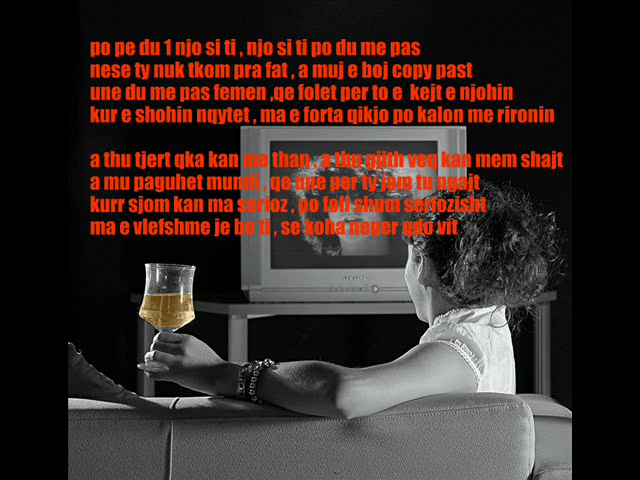 po pe du 1 njo si ti , njo si ti po du me pas
nese ty nuk tkom pra fat , a muj e boj copy past
une du me pas femen ,qe folet per to e kejt e njohin
kur e shohin nqytet , ma e forta qikjo po kalon me rironin
a thu tjert qka kan me than , a thu gjith veq kan mem shajt
a mu paguhet mundi , qe une per ty jom tu ngajt
kurr sjom kan ma serioz , po foli shum seriozisht
ma e vlefshme je bo ti , se koha neper qdo vit